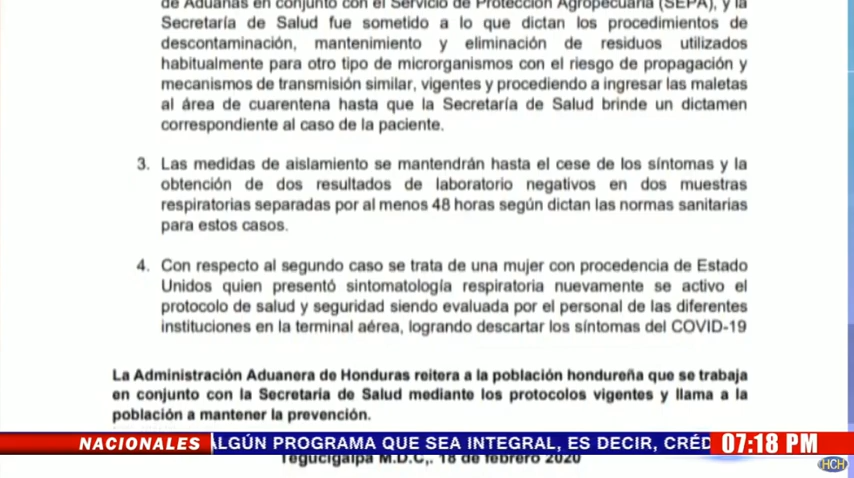 de Aduanas en conjunto con el Servicio de Protección Agropecuaria (SEPA), y la
Secretaría de Salud fue sometido a lo que dictan los procedimientos de
descontaminación, mantenimiento y eliminación de residuos utilizados
habitualmente para otro tipo de microrganismos con el riesgo de propagación y
mecanismos de transmisión similar, vigentes y procediendo a ingresar las maletas
al área de cuarentena hasta que la Secretaría de Salud brinde un dictamen
correspondiente al caso de la paciente.
3. Las medidas de aislamiento se mantendrán hasta el cese de los síntomas y la
obtención de dos resultados de laboratorio negativos en dos muestras
respiratorias separadas por al menos 48 horas según dictan las normas sanitarias
para estos casos.
4. Con respecto al segundo caso se trata de una mujer con procedencia de Estado
Unidos quien presentó sintomatología respiratoria nuevamente se activo el
protocolo de salud y seguridad siendo evaluada por el personal de las diferentes
instituciones en la terminal aérea, logrando descartar los síntomas del COVID-19
La Administración Aduanera de Honduras reitera a la población hondureña que se trabaja
en conjunto con la Secretaría de Salud mediante los protocolos vigentes y llama a la
población a mantener la prevención.
NACIONALES ALGÚN PROGRAMA QUE SEA INTEGRAL, ES DECIR, CRÉD 07:18 PM
Tegucigalpa M.D.C,. 18 de febrero 2020
HCH